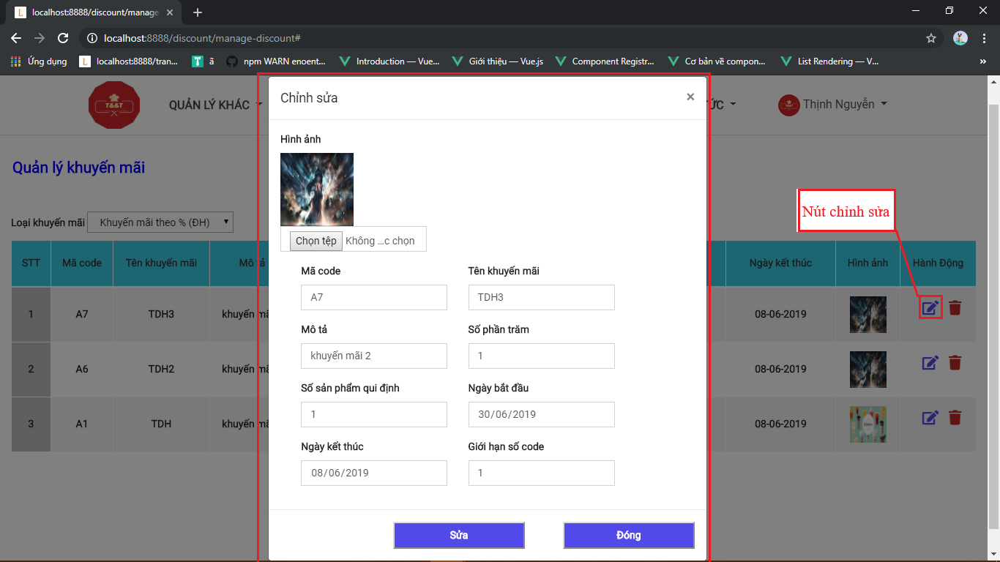 localhost:8888/discount/manage
localhost:8888/discount/manage-discount#
Ứng dụng
localhost:8888/tran...
ã
npm WARN enoent...
Introduction — Vue...
Giới thiệu — Vue.js
Component Registr...
Cơ bản về compon...
List Rendering — V...
»
T&&T
QUẢN LÝ KHÁC
ỨC
Thịnh Nguyễn
Chỉnh sửa
×
Quản lý khuyến mãi
Loại khuyến mãi
Khuyến mãi theo % (ĐH)
Nút chỉnh sửa
STT Mã code Tên khuyến mãi Mô tả Ngày kết thúc Hình ảnh Hành Động
1 A7 TDH3 khuyến mã 08-06-2019
2 A6 TDH2 khuyến mã 08-06-2019
3 A1 TDH khuyến mã 08-06-2019
Hình ảnh
Chọn tệp Không ...c chọn
Mã code Tên khuyến mãi
A7 TDH3
Mô tả Số phần trăm
khuyến mãi 2 1
Số sản phẩm qui định Ngày bắt đầu
1 30/06/2019
Ngày kết thúc Giới hạn số code
08/06/2019 1
Sửa Đóng